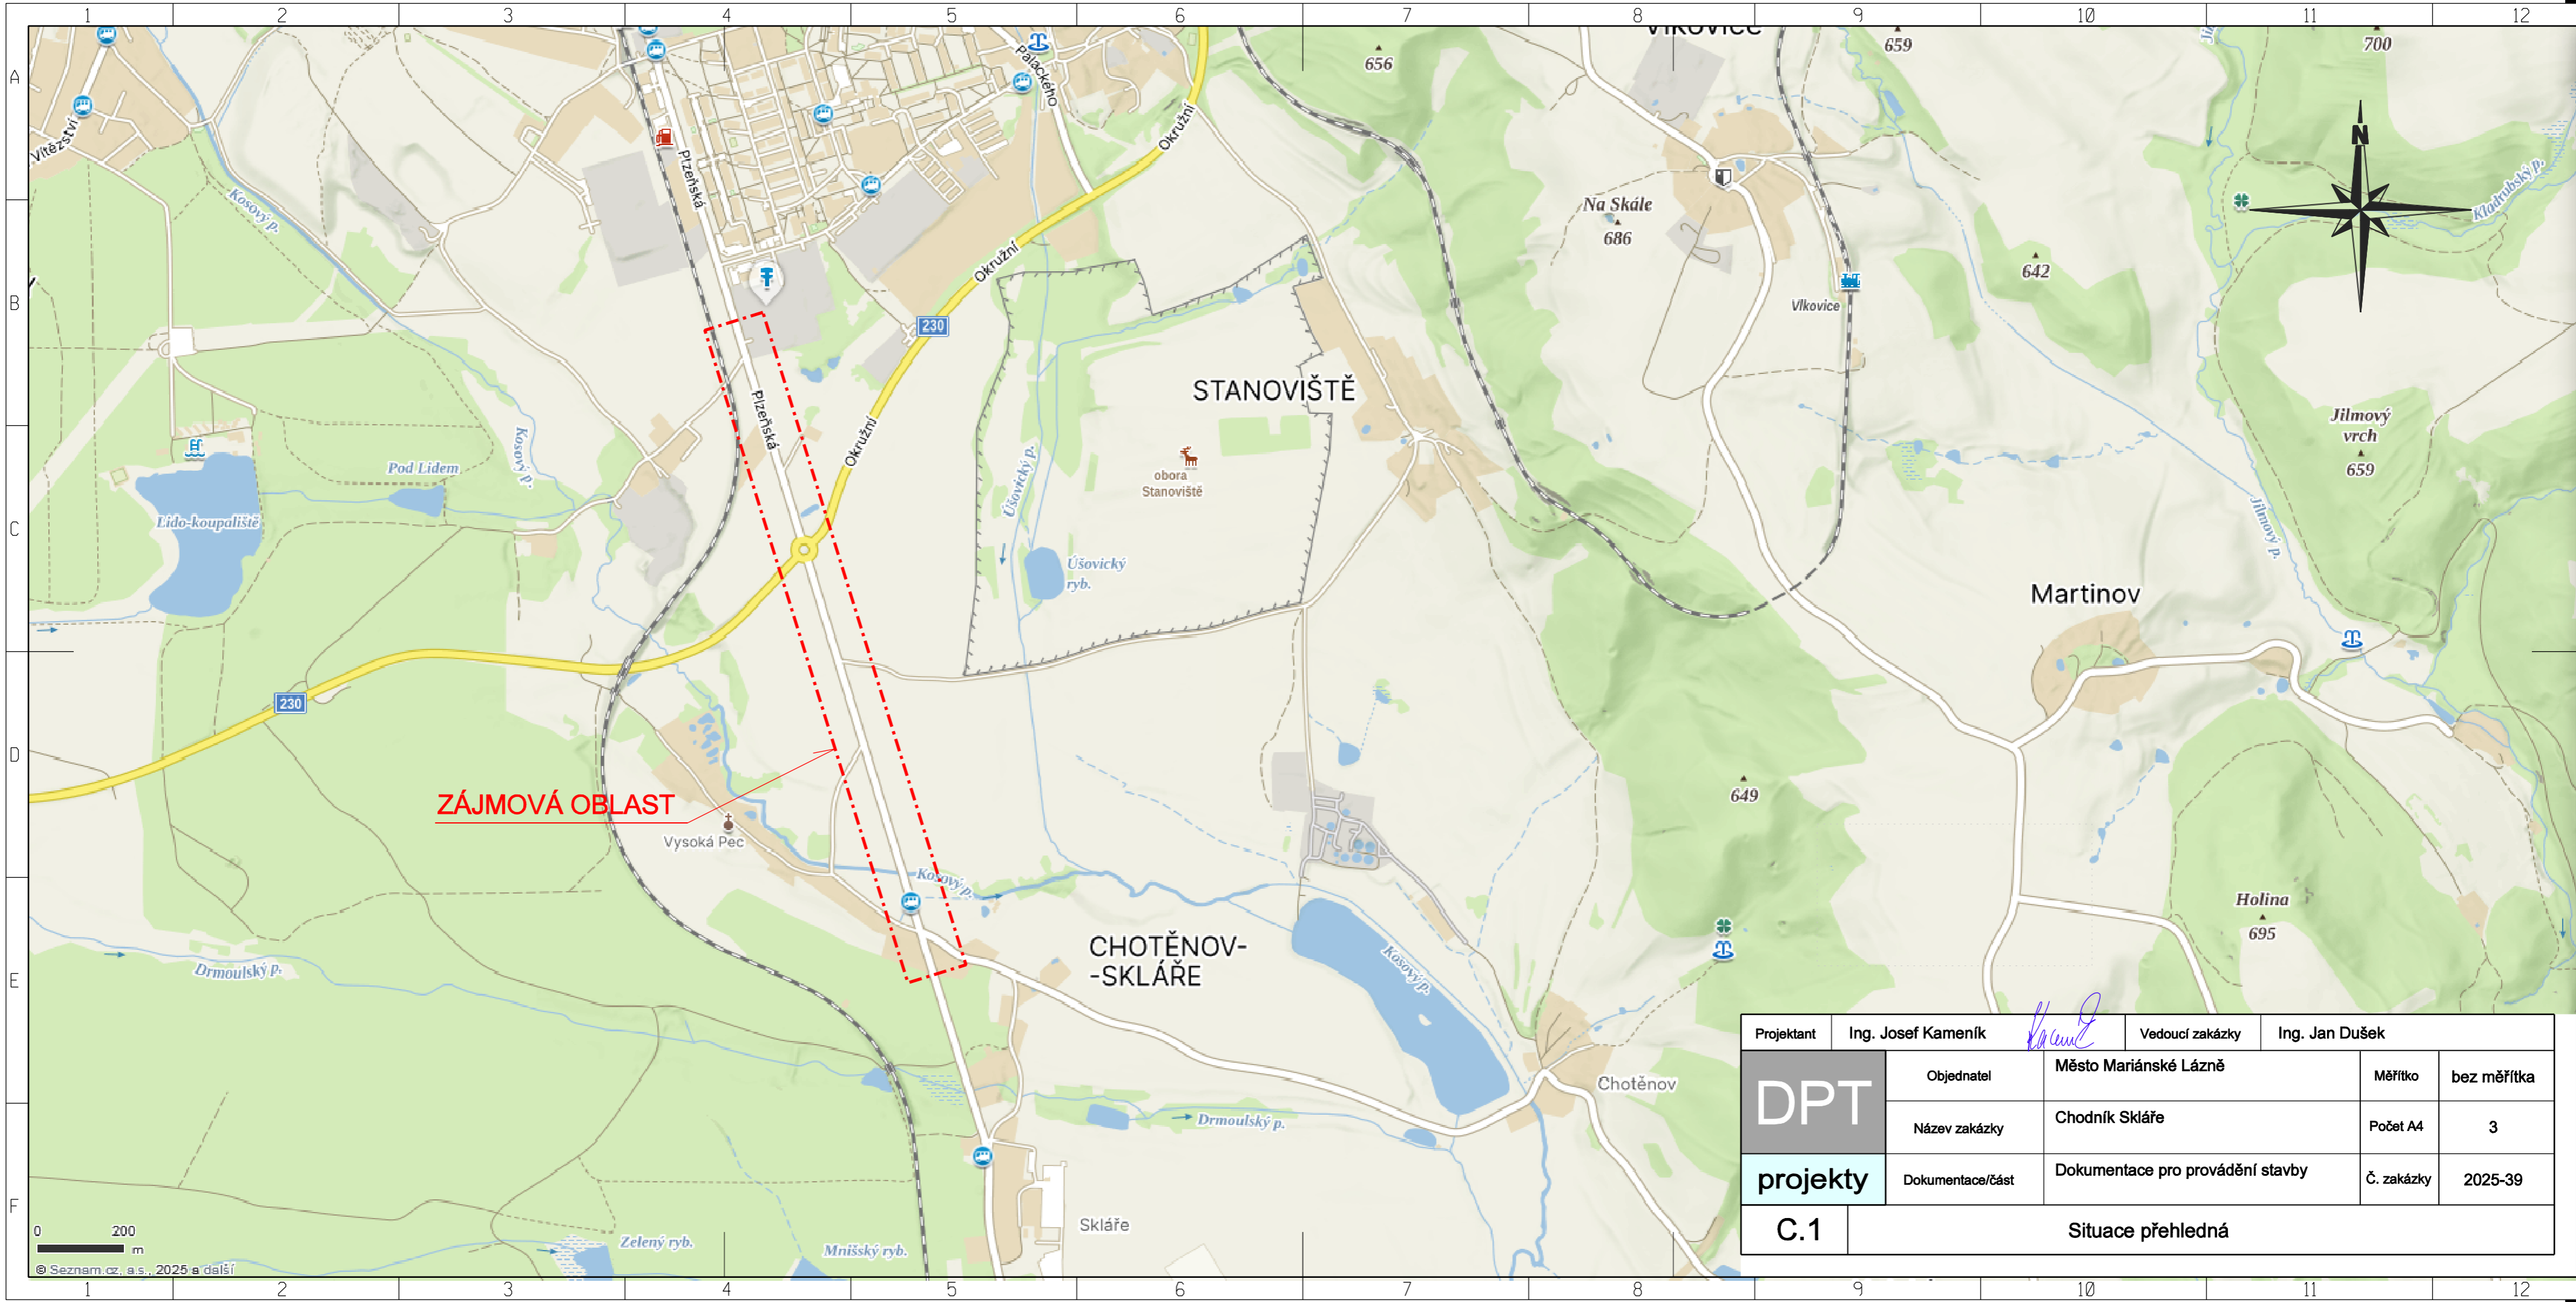 1 2 3 4 5 6 7 8 9 10 11 12
A
B
C
D
E
F
Vlkovice
659
700
656
Palackého
Okružní
Vítězství
Plzeňská
Kosový p.
Na Skále
686
Kladrubský p.
N
642
Okružní
Vlkovice
230
STANOVIŠTĚ
Plzeňská
Jilmový
vrch
659
Okružní
Pod Lidem
Kosový p.
Úšovický p.
obora
Stanoviště
Lido-koupaliště
Jilmový p.
Úšovický
ryb.
Martinov
230
ZÁJMOVÁ OBLAST
649
Vysoká Pec
Kosový p.
Holina
695
CHOTĚNOV-
-SKLÁŘE
Kosový p.
Drmoulský p.
Chotěnov
Drmoulský p.
Skláře
Zelený ryb.
Mnišský ryb.
0 200
m
© Seznam.cz, a.s., 2025 a další
Projektant Ing. Josef Kameník Vedoucí zakázky Ing. Jan Dušek
DPT
projekty
Objednatel Město Mariánské Lázně Měřítko bez měřítka
Název zakázky Chodník Skláře Počet A4 3
Dokumentace/část Dokumentace pro provádění stavby Č. zakázky 2025-39
C.1 Situace přehledná
1 2 3 4 5 6 7 8 9 10 11 12